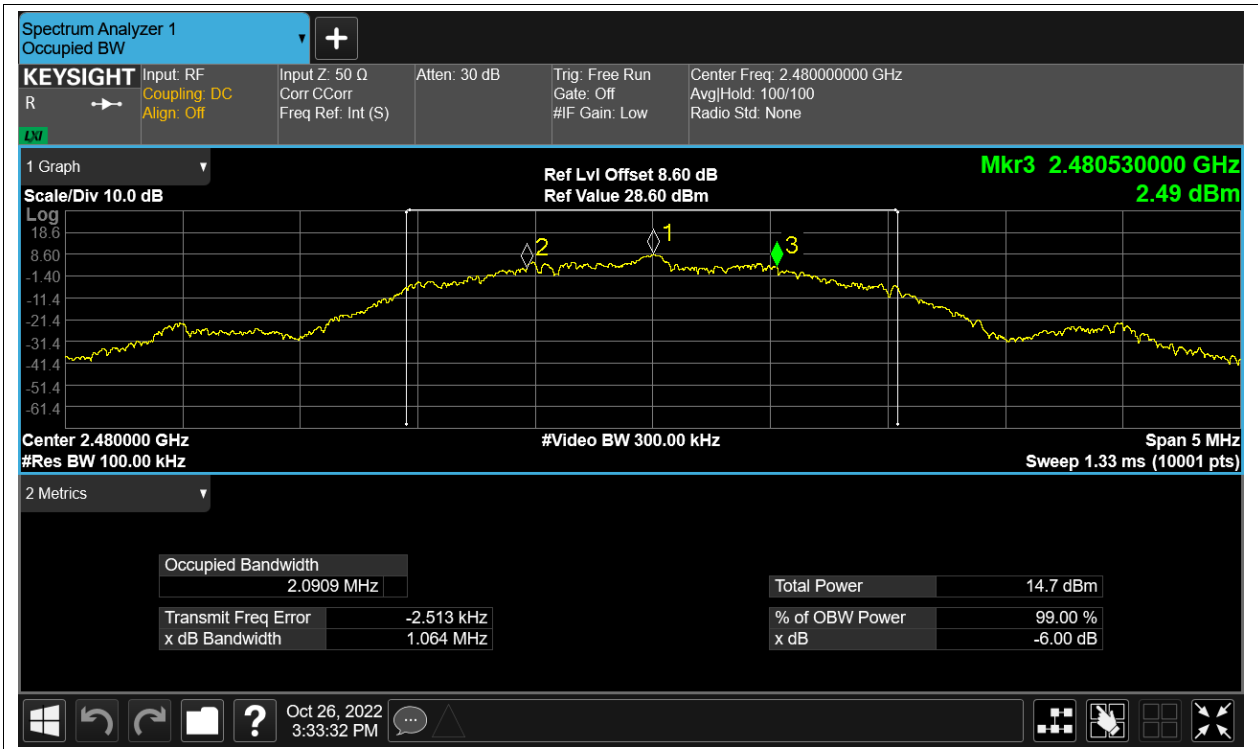 Spectrum Analyzer 1
Occupied BW
KEYSIGHT
R
LXI
Input: RF
Coupling: DC
Align: Off
Input Z: 50 Ω
Corr CCorr
Freq Ref: Int (S)
Atten: 30 dB
Trig: Free Run
Gate: Off
#IF Gain: Low
Center Freq: 2.480000000 GHz
Avg|Hold: 100/100
Radio Std: None
1 Graph
Scale/Div 10.0 dB
Ref Lvl Offset 8.60 dB
Ref Value 28.60 dBm
Mkr3 2.480530000 GHz
2.49 dBm
Log
18.6
8.60
-1.40
-11.4
-21.4
-31.4
-41.4
-51.4
-61.4
2
1
3
Center 2.480000 GHz
#Video BW 300.00 kHz
Span 5 MHz
#Res BW 100.00 kHz
Sweep 1.33 ms (10001 pts)
2 Metrics
Occupied Bandwidth
2.0909 MHz
Total Power 14.7 dBm
Transmit Freq Error -2.513 kHz
% of OBW Power 99.00 %
x dB Bandwidth 1.064 MHz
x dB -6.00 dB
?
Oct 26, 2022
3:33:32 PM